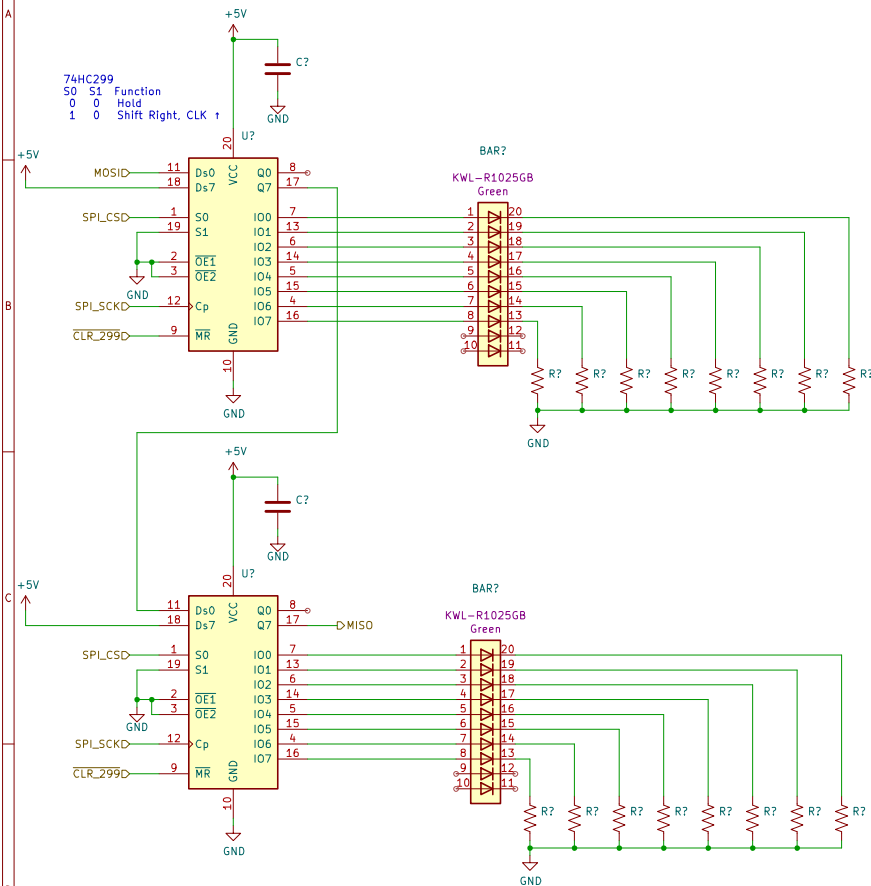 A
+5V
C?
GND
74HC299
S0 S1 Function
0 0 Hold
1 0 Shift Right, CLK ↑
20
U?
VCC
+5V
BAR?
KWL-R1025GB
Green
MOSI 11 Ds0 Q0 8
18 Ds7 Q7 17
SPI_CS 1 S0 IO0 7 1 20
19 S1 IO1 13 2 19
IO2 6 3 18
2 OE1 IO3 14 4 17
3 OE2 IO4 5 5 16
GND
IO5 15 6 15
B
SPI_SCK 12 Cp IO6 4 7 14
IO7 16 8 13
CLR_299 9 MR GND 9 12
10 11
10
GND
R? R? R? R? R? R? R? R?
GND
+5V
C?
GND
20
U?
VCC
C
+5V
BAR?
KWL-R1025GB
Green
11 Ds0 Q0 8
18 Ds7 Q7 17 MISO
SPI_CS 1 S0 IO0 7 1 20
19 S1 IO1 13 2 19
IO2 6 3 18
2 OE1 IO3 14 4 17
3 OE2 IO4 5 5 16
GND
IO5 15 6 15
SPI_SCK 12 Cp IO6 4 7 14
IO7 16 8 13
CLR_299 9 MR GND 9 12
10 11
10
GND
R? R? R? R? R? R? R? R?
GND